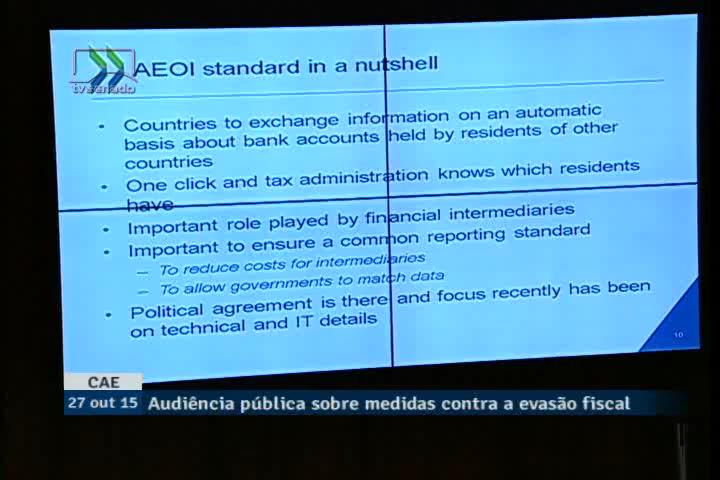 AEOI standard in a nutshell
tv senado
• Countries to exchange information on an automatic
basis about bank accounts held by residents of other
countries
• One click and tax administration knows which residents
have
• Important role played by financial intermediaries
• Important to ensure a common reporting standard
– To reduce costs for intermediaries
– To allow governments to match data
• Political agreement is there and focus recently has been
on technical and IT details
10
CAE
27 out 15 Audiência pública sobre medidas contra a evasão fiscal